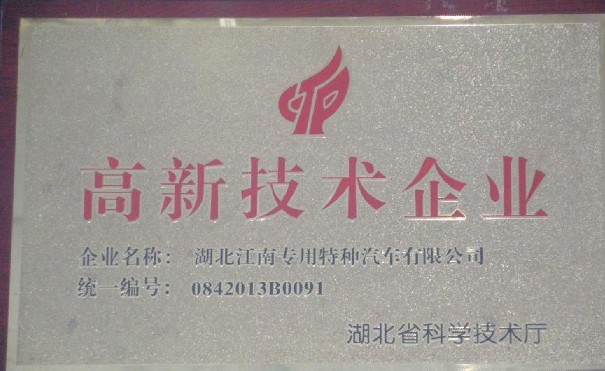 高新技术企业
企业名称：湖北江南专用特种汽车有限公司
统一编号：0842013B0091
湖北省科学技术厅